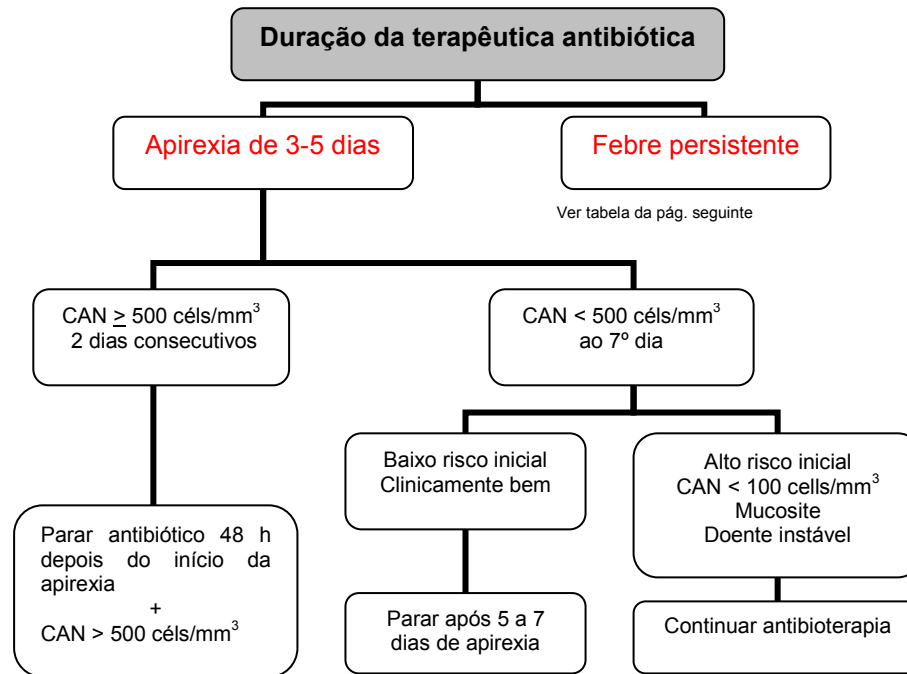 Duração da terapêutica antibiótica
Apirexia de 3-5 dias
Febre persistente
Ver tabela da pág. seguinte
CAN ≥ 500 céls/mm³
2 dias consecutivos
CAN < 500 céls/mm³
ao 7º dia
Baixo risco inicial
Clinicamente bem
Alto risco inicial
CAN < 100 cells/mm³
Mucosite
Doente instável
Parar antibiótico 48 h
depois do início da
apirexia
+
CAN > 500 céls/mm³
Parar após 5 a 7
dias de apirexia
Continuar antibioterapia